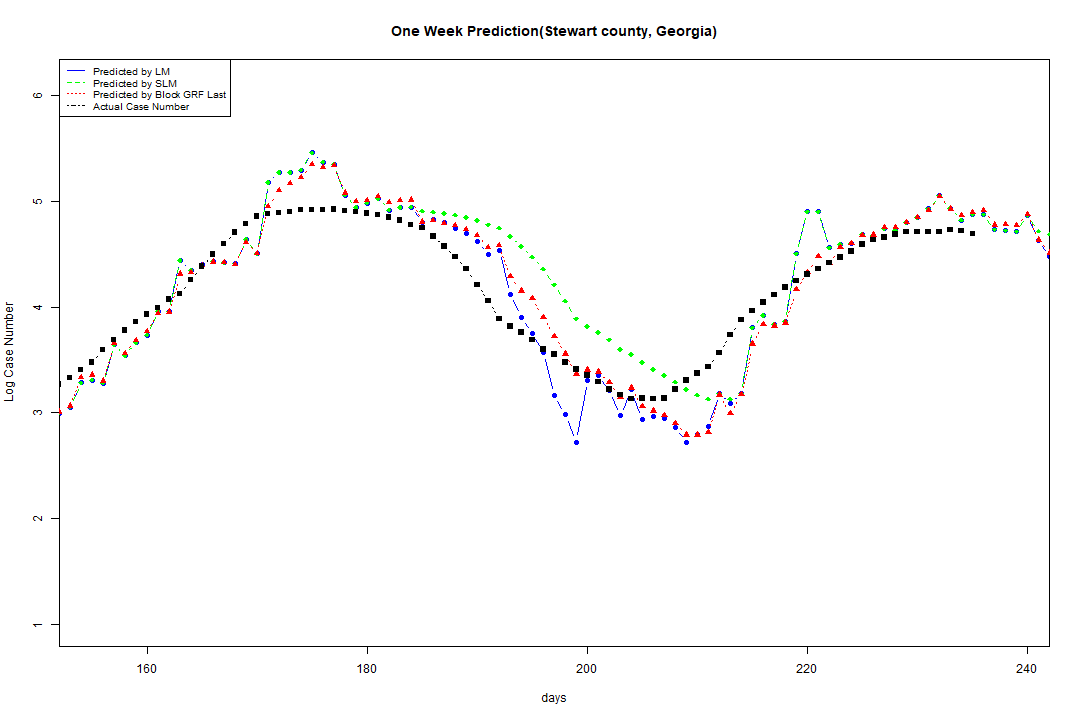 One Week Prediction(Stewart county, Georgia)
Predicted by LM
Predicted by SLM
Predicted by Block GRF Last
Actual Case Number
6
5
4
3
2
1
Log Case Number
160 180 200 220 240
days